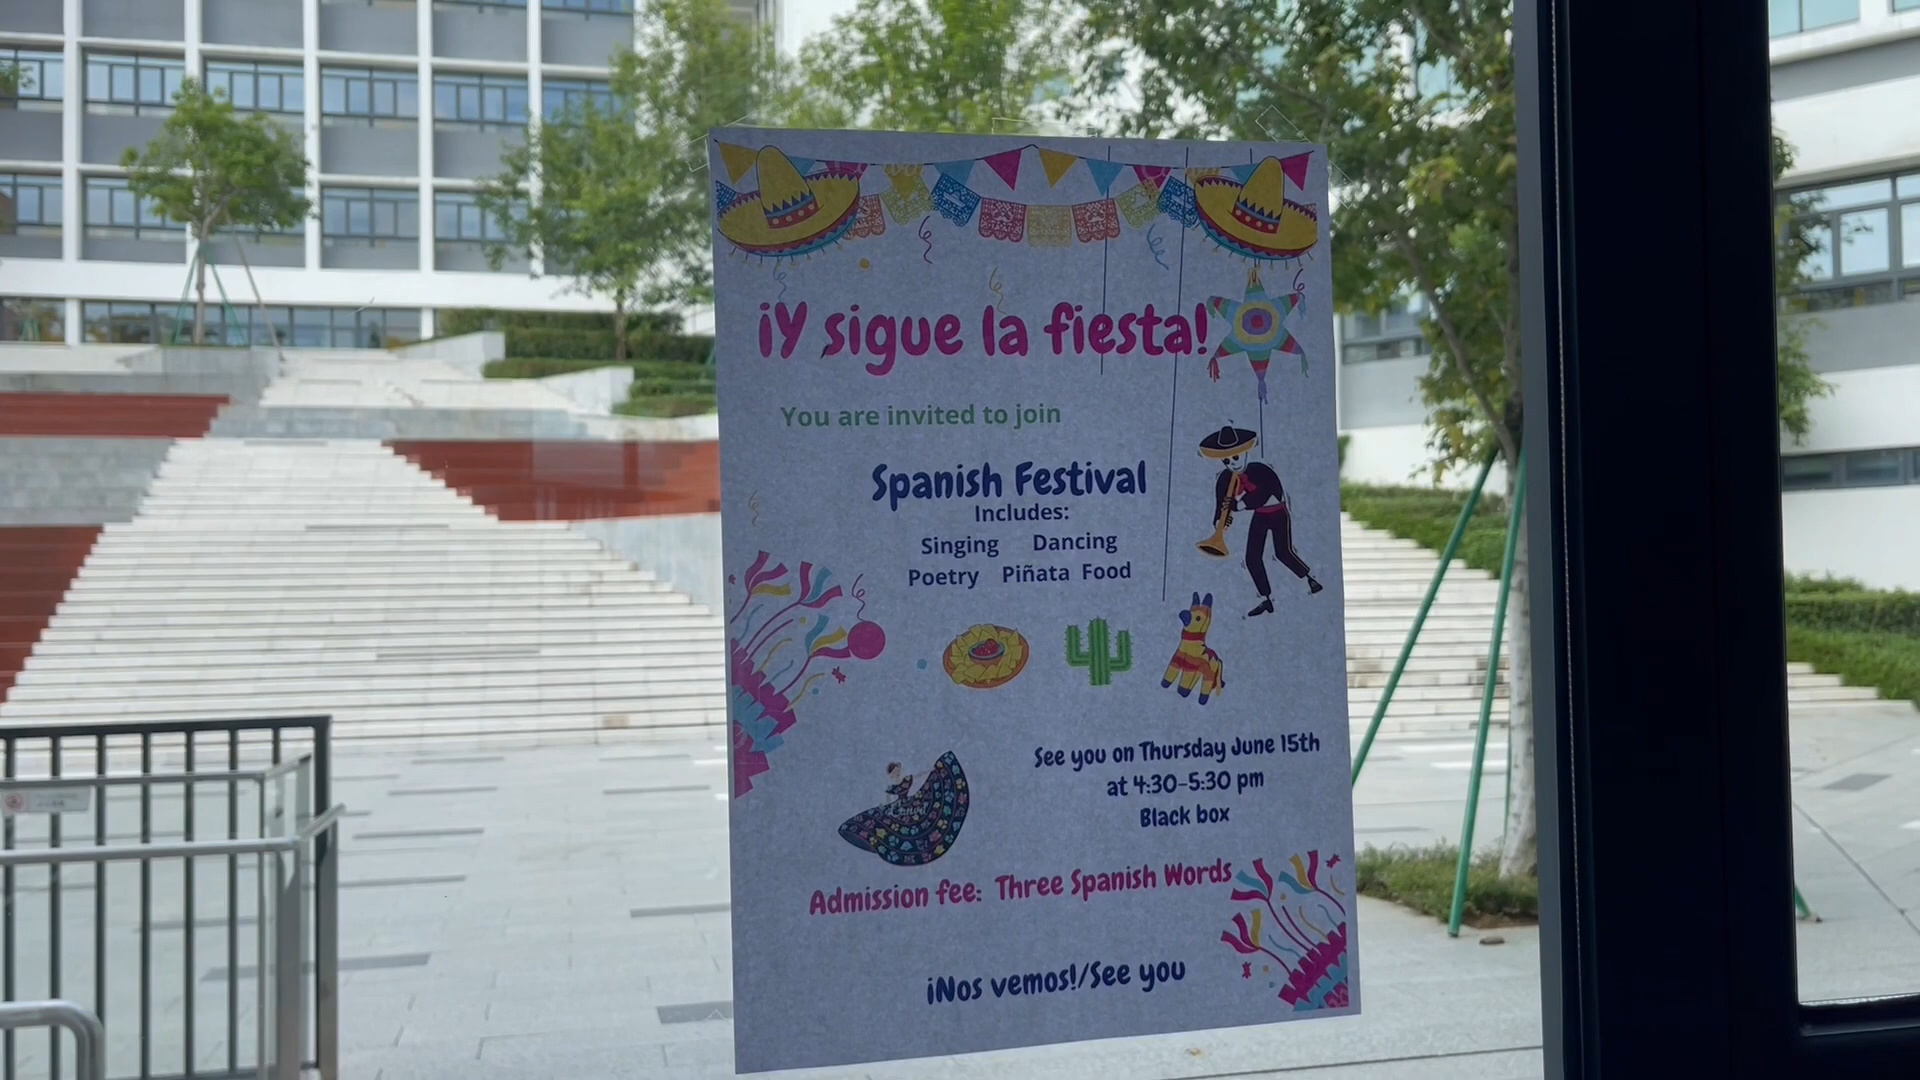 ¡Y sigue la fiesta!
You are invited to join
Spanish Festival
Includes:
Singing Dancing
Poetry Piñata Food
See you on Thursday June 15th
at 4:30-5:30 pm
Black box
Admission fee: Three Spanish Words
¡Nos vemos!/See you